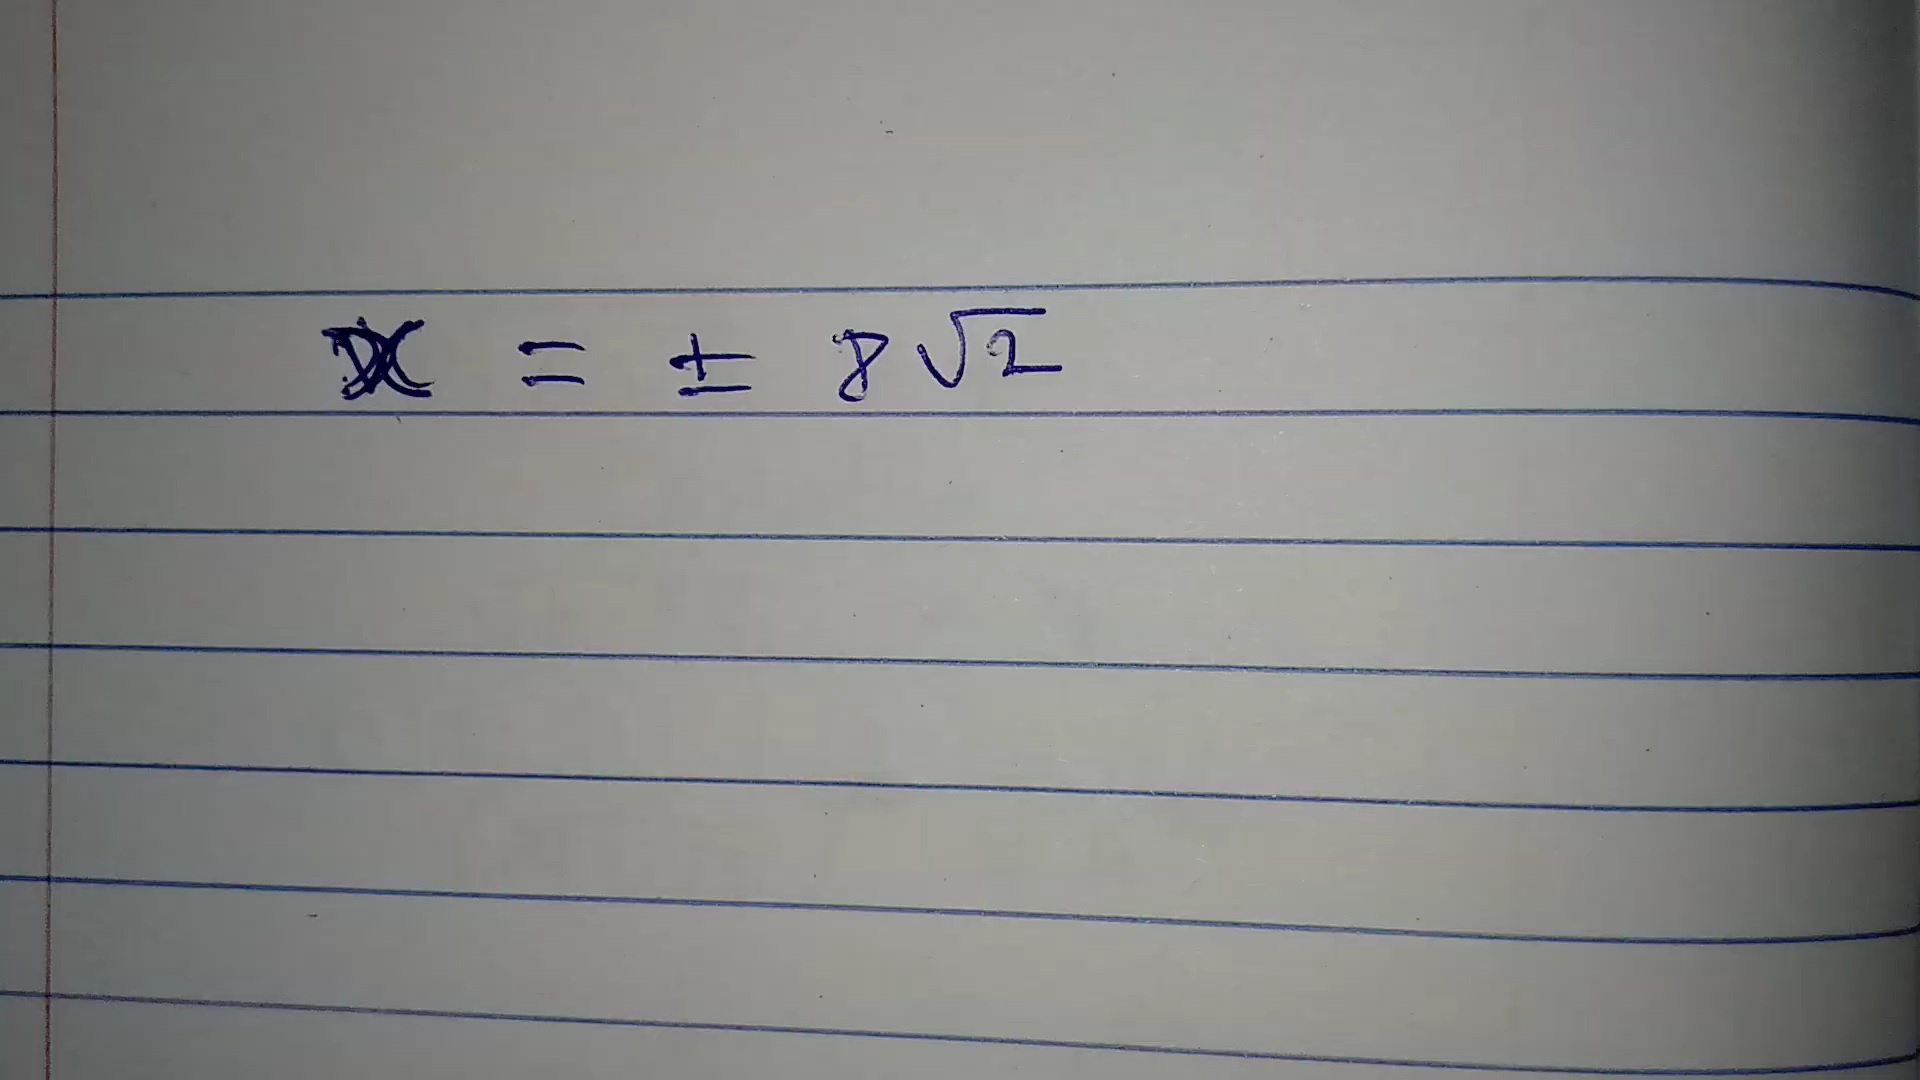 x = ± 8√2